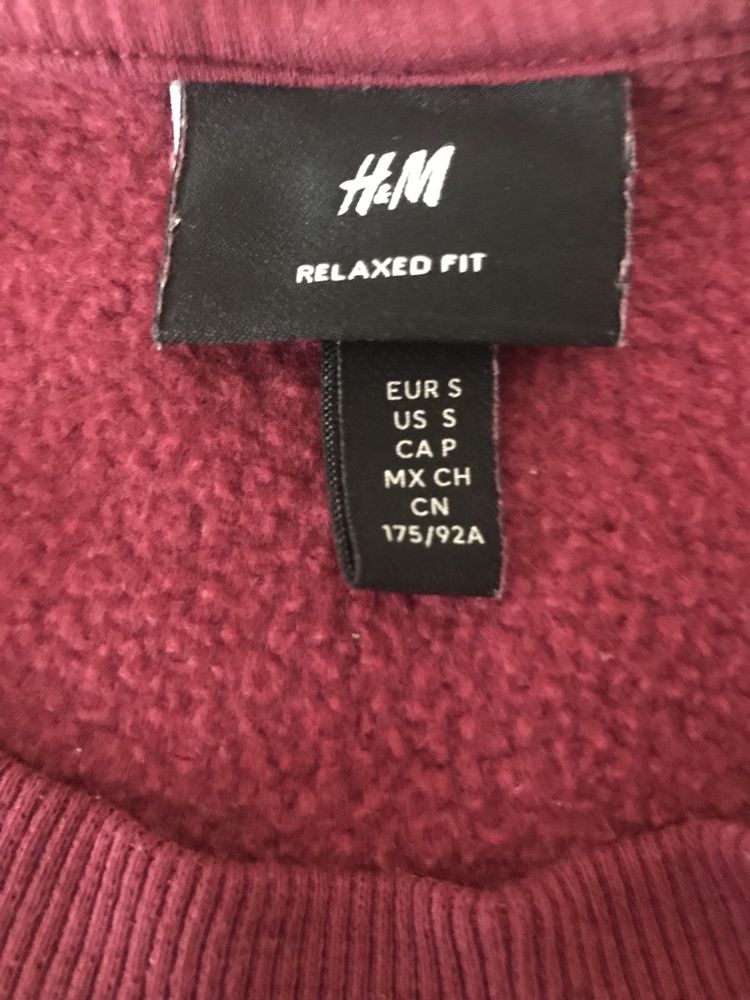 H&M
RELAXED FIT
EUR S
US S
CA P
MX CH
CN
175/92A